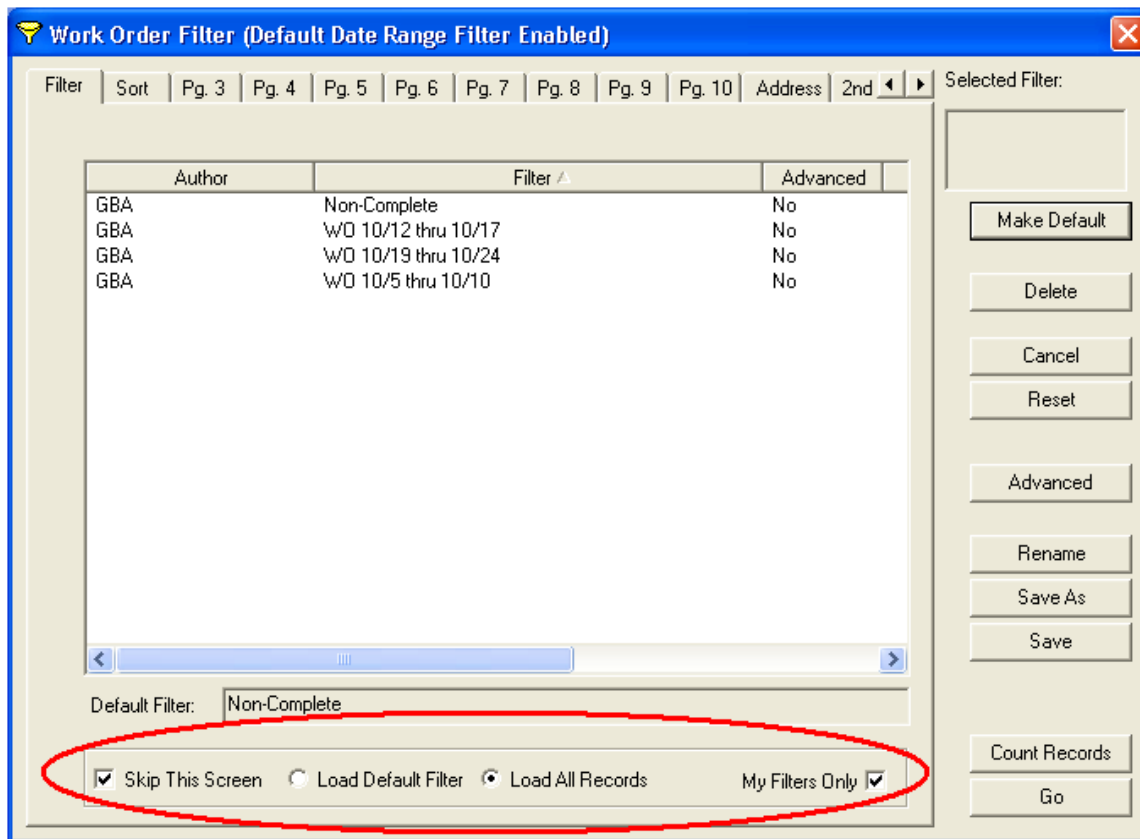 Work Order Filter (Default Date Range Filter Enabled)
Filter Sort Pg. 3 Pg. 4 Pg. 5 Pg. 6 Pg. 7 Pg. 8 Pg. 9 Pg. 10 Address 2nd
Selected Filter:
Author Filter Advanced
GBA Non-Complete No
GBA WO 10/12 thru 10/17 No
GBA WO 10/19 thru 10/24 No
GBA WO 10/5 thru 10/10 No
Default Filter: Non-Complete
Skip This Screen Load Default Filter Load All Records My Filters Only
Make Default
Delete
Cancel
Reset
Advanced
Rename
Save As
Save
Count Records
Go